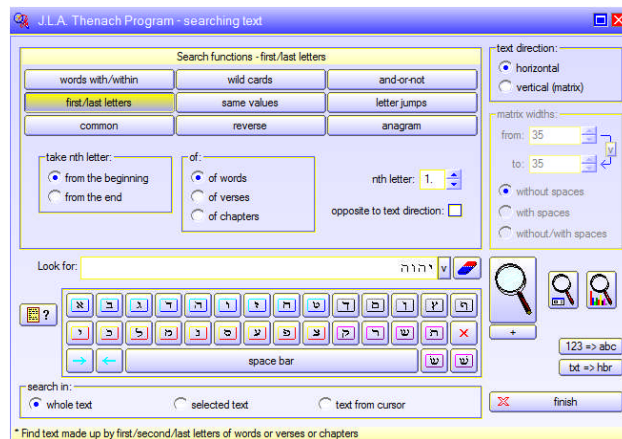 J.L.A. Thenach Program - searching text
Search functions - first/last letters
words with/within wild cards and-or-not
first/last letters same values letter jumps
common reverse anagram
take nth letter:
from the beginning
from the end
of:
of words
of verses
of chapters
nth letter: 1.
opposite to text direction:
text direction:
horizontal
vertical (matrix)
matrix widths:
from: 35
to: 35
v
without spaces
with spaces
without/with spaces
Look for: יהוה v
א ב ג ד ה ו ז ח ט ך ם ן ץ ף
?
י כ ל מ נ ס ע פ צ ק ר ש ת ×
→ ← space bar שׁ שׂ
+
123 => abc
txt => hbr
search in:
whole text selected text text from cursor
finish
* Find text made up by first/second/last letters of words or verses or chapters